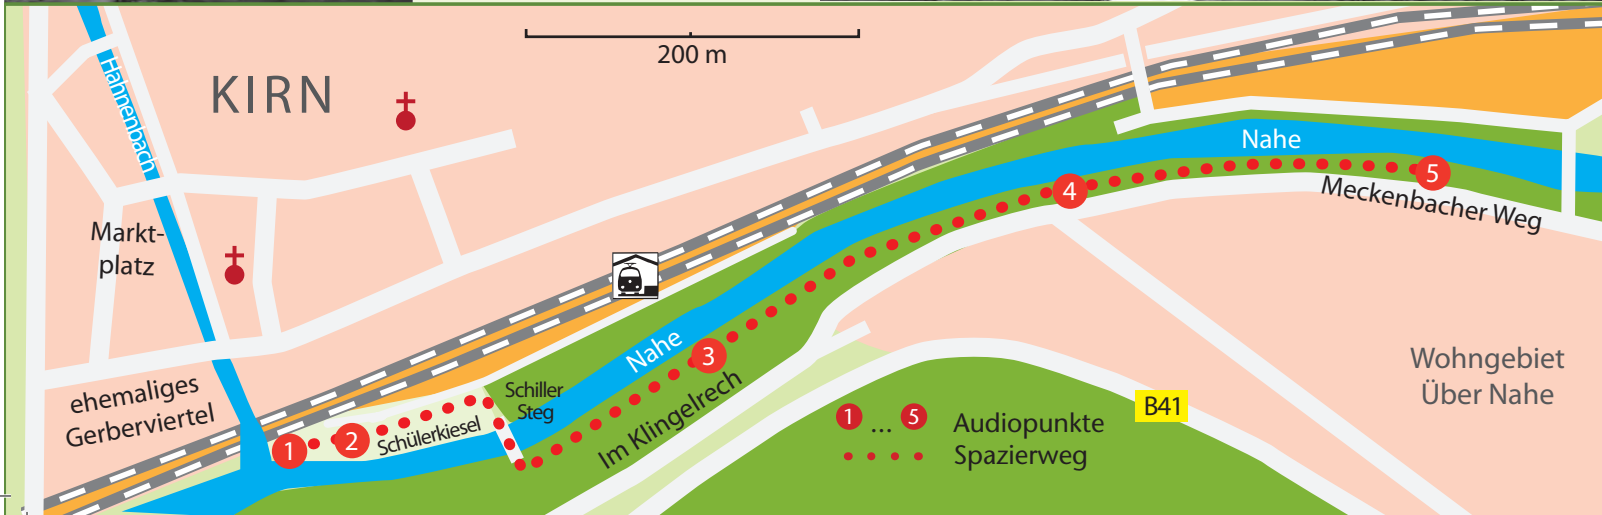 Hahnenbach
KIRN
200 m
Markt-
platz
ehemaliges
Gerberviertel
1
2
Schülerkiesel
Schiller
Steg
Nahe
3
Im Klingelrech
4
Nahe
5
Meckenbacher Weg
B41
Wohngebiet
Über Nahe
1 ... 5 Audiopunkte
Spazierweg